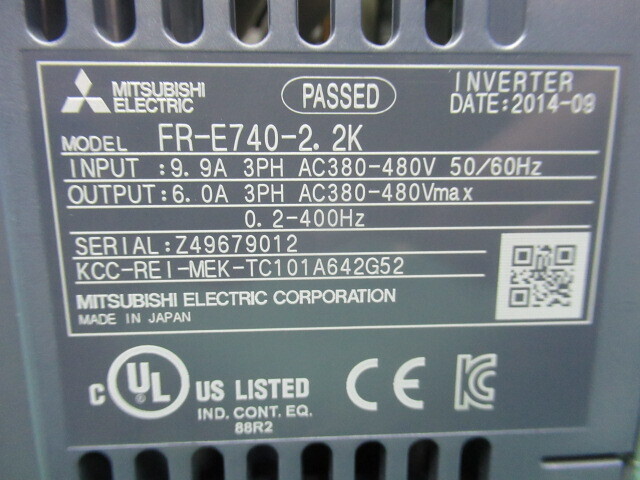 MITSUBISHI
ELECTRIC
PASSED
INVERTER
DATE:2014-09
MODEL FR-E740-2.2K
INPUT :9.9A 3PH AC380-480V 50/60Hz
OUTPUT:6.0A 3PH AC380-480Vmax
0.2-400Hz
SERIAL:Z49679012
KCC-REI-MEK-TC101A642G52
MITSUBISHI ELECTRIC CORPORATION
MADE IN JAPAN
C UL US LISTED
IND. CONT. EQ.
88R2
CE